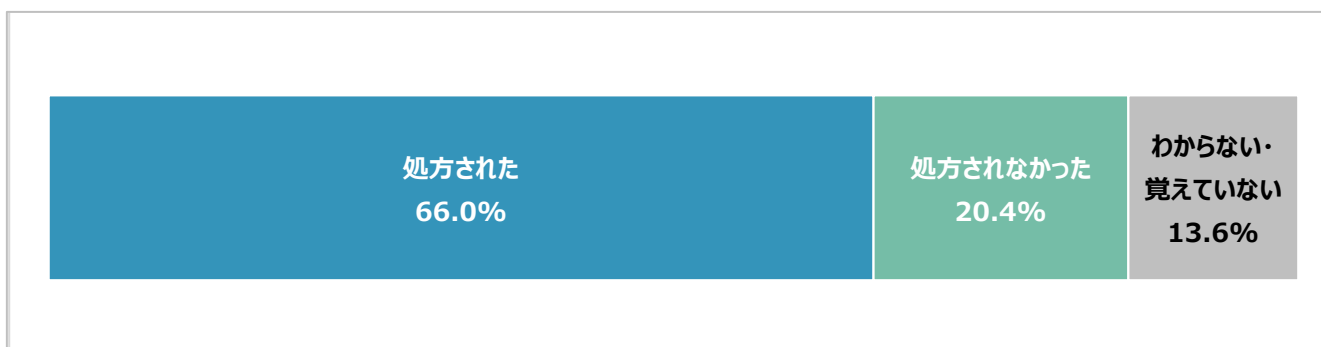 処方された
66.0%
処方されなかった
20.4%
わからない・
覚えていない
13.6%